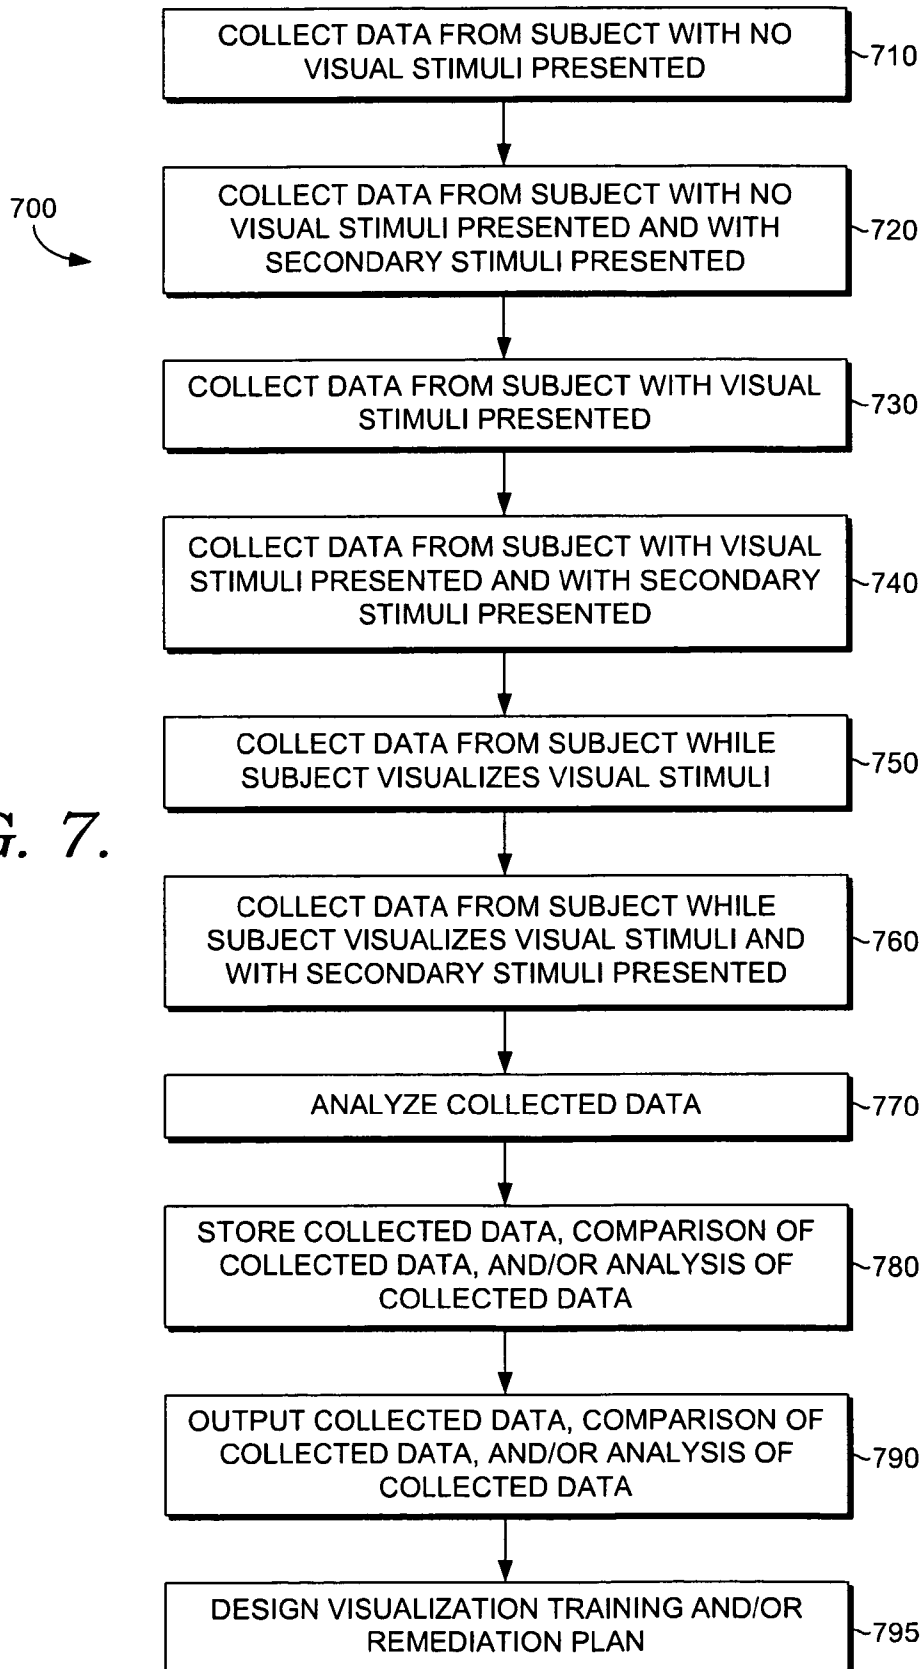 COLLECT DATA FROM SUBJECT WITH NO
VISUAL STIMULI PRESENTED
710
700
COLLECT DATA FROM SUBJECT WITH NO
VISUAL STIMULI PRESENTED AND WITH
SECONDARY STIMULI PRESENTED
720
COLLECT DATA FROM SUBJECT WITH VISUAL
STIMULI PRESENTED
730
COLLECT DATA FROM SUBJECT WITH VISUAL
STIMULI PRESENTED AND WITH SECONDARY
STIMULI PRESENTED
740
COLLECT DATA FROM SUBJECT WHILE
SUBJECT VISUALIZES VISUAL STIMULI
750
G. 7.
COLLECT DATA FROM SUBJECT WHILE
SUBJECT VISUALIZES VISUAL STIMULI AND
WITH SECONDARY STIMULI PRESENTED
760
ANALYZE COLLECTED DATA
770
STORE COLLECTED DATA, COMPARISON OF
COLLECTED DATA, AND/OR ANALYSIS OF
COLLECTED DATA
780
OUTPUT COLLECTED DATA, COMPARISON OF
COLLECTED DATA, AND/OR ANALYSIS OF
COLLECTED DATA
790
DESIGN VISUALIZATION TRAINING AND/OR
REMEDIATION PLAN
795